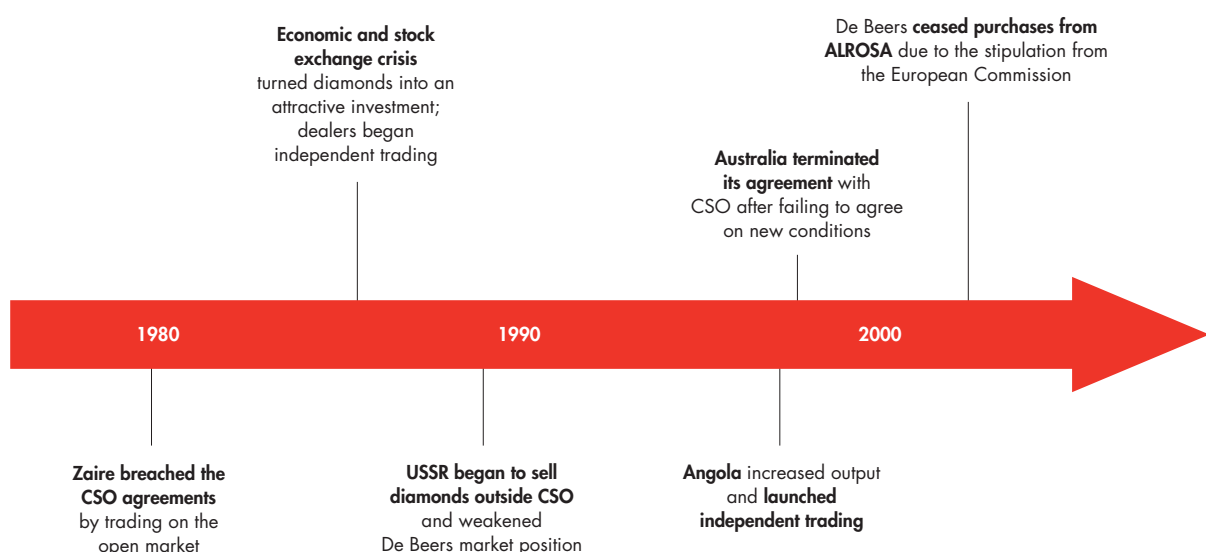 Economic and stock
exchange crisis
turned diamonds into an
attractive investment;
dealers began
independent trading
De Beers ceased purchases from
ALROSA due to the stipulation from
the European Commission
Australia terminated
its agreement with
CSO after failing to agree
on new conditions
1980
1990
2000
Zaire breached the
CSO agreements
by trading on the
open market
USSR began to sell
diamonds outside CSO
and weakened
De Beers market position
Angola increased output
and launched
independent trading